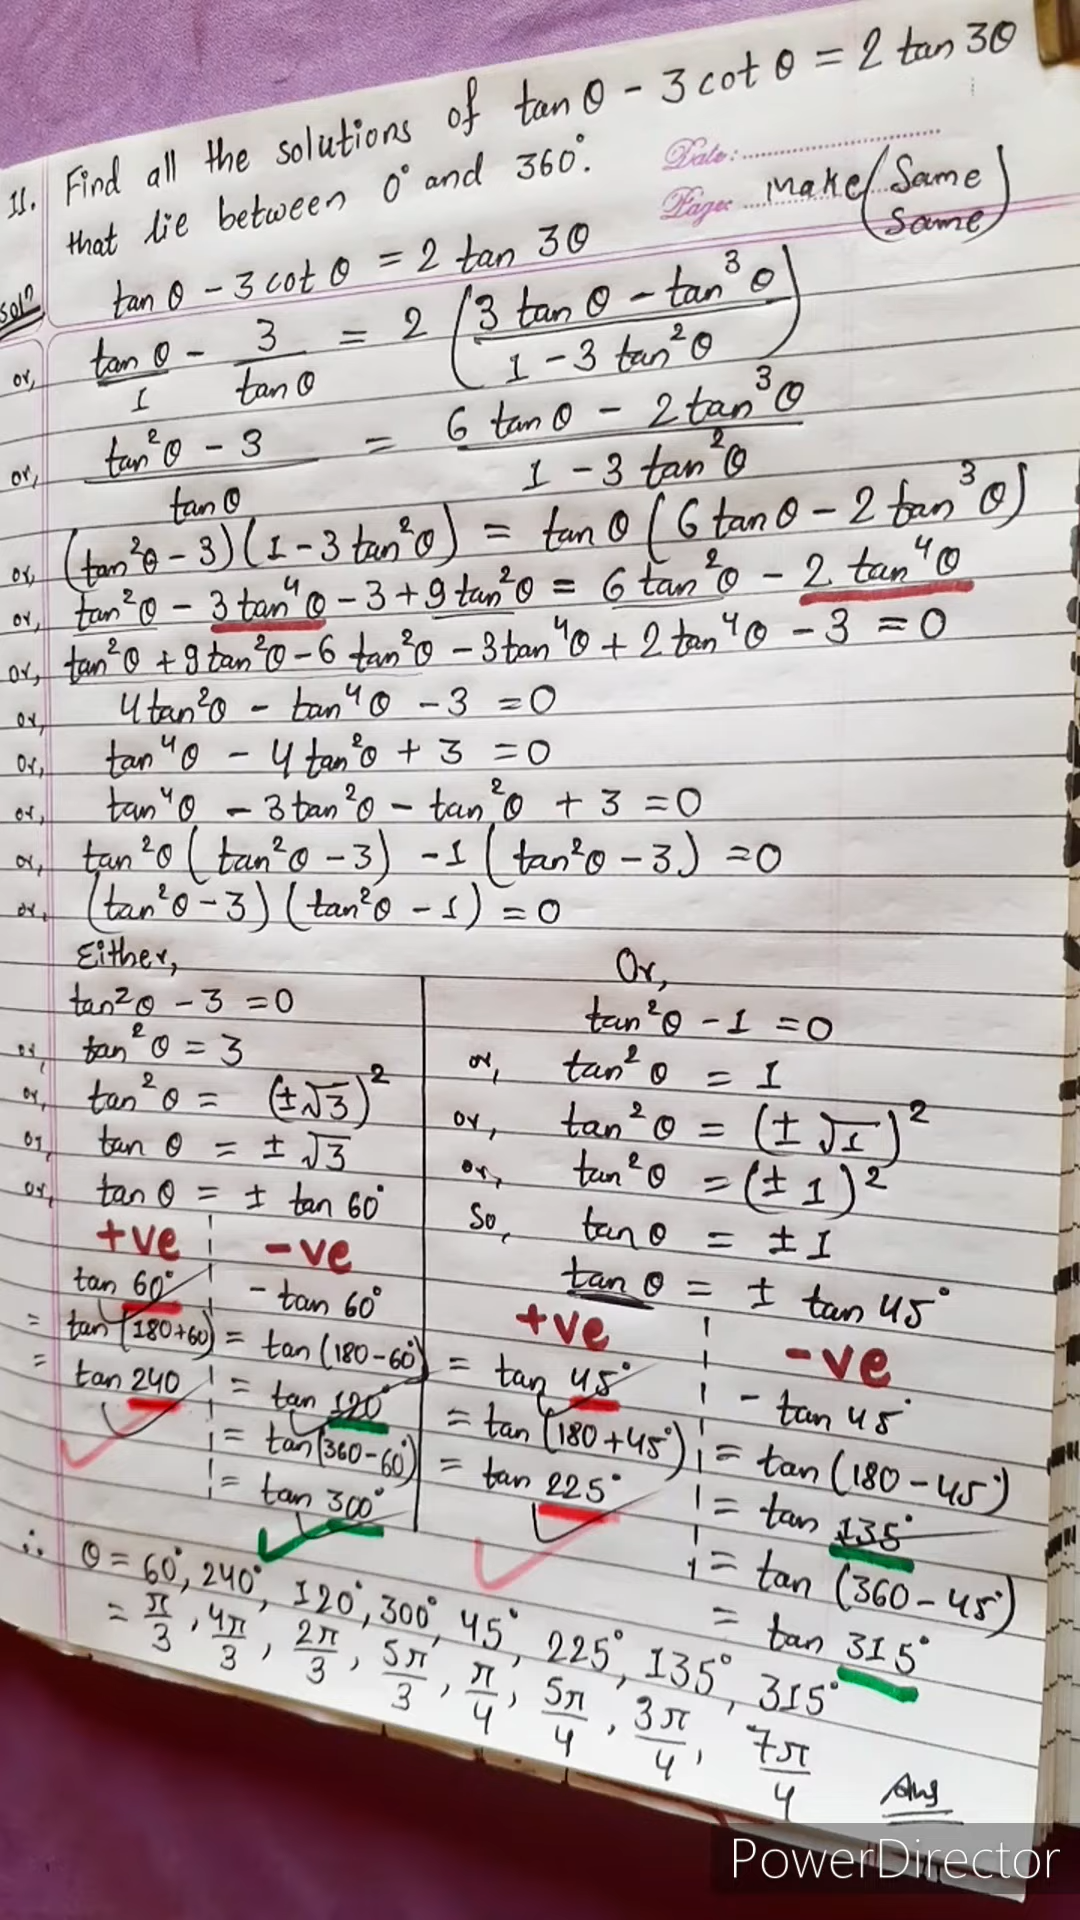 11. Find all the solutions of tan θ - 3 cot θ = 2 tan 3θ
that lie between 0° and 360°.
Date:
Page:
Make (Same
Same)
Solⁿ tan θ - 3 cot θ = 2 tan 3θ
or, tan θ/1 - 3/tan θ = 2 (3 tan θ - tan³θ / 1 - 3 tan²θ)
or, tan²θ - 3 / tan θ = 6 tan θ - 2 tan³θ / 1 - 3 tan²θ
or, (tan²θ - 3)(1 - 3 tan²θ) = tan θ (6 tan θ - 2 tan³θ)
or, tan²θ - 3 tan⁴θ - 3 + 9 tan²θ = 6 tan²θ - 2 tan⁴θ
or, tan²θ + 9 tan²θ - 6 tan²θ - 3 tan⁴θ + 2 tan⁴θ - 3 = 0
or, 4 tan²θ - tan⁴θ - 3 = 0
or, tan⁴θ - 4 tan²θ + 3 = 0
or, tan⁴θ - 3 tan²θ - tan²θ + 3 = 0
or, tan²θ (tan²θ - 3) - 1 (tan²θ - 3) = 0
or, (tan²θ - 3) (tan²θ - 1) = 0
Either,
tan²θ - 3 = 0
or, tan²θ = 3
or, tan²θ = (±√3)²
or, tan θ = ±√3
or, tan θ = ± tan 60°
+ve
tan 60°
= tan (180+60)
= tan 240
-ve
- tan 60°
= tan (180-60°)
= tan 120°
= tan (360-60°)
= tan 300°
Or,
tan²θ - 1 = 0
or, tan²θ = 1
or, tan²θ = (±√1)²
or, tan²θ = (±1)²
So, tan θ = ±1
tan θ = ± tan 45°
+ve
= tan 45°
= tan (180+45°)
= tan 225°
-ve
- tan 45°
= tan (180-45°)
= tan 135°
= tan (360-45°)
= tan 315°
∴ θ = 60°, 240°, 120°, 300°, 45°, 225°, 135°, 315°
= π/3, 4π/3, 2π/3, 5π/3, π/4, 5π/4, 3π/4, 7π/4
Ans
PowerDirector